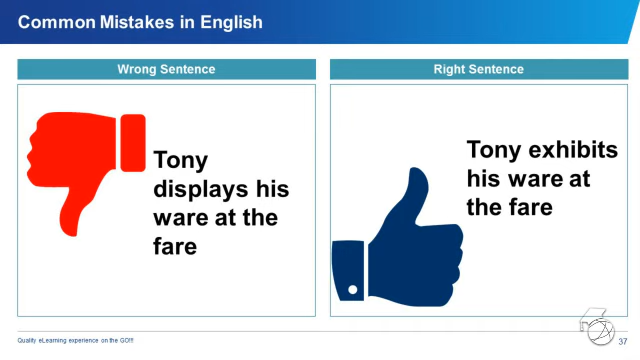 Common Mistakes in English
Wrong Sentence
Tony
displays his
ware at the
fare
Right Sentence
Tony exhibits
his ware at
the fare
Quality eLearning experience on the GO!!!
37